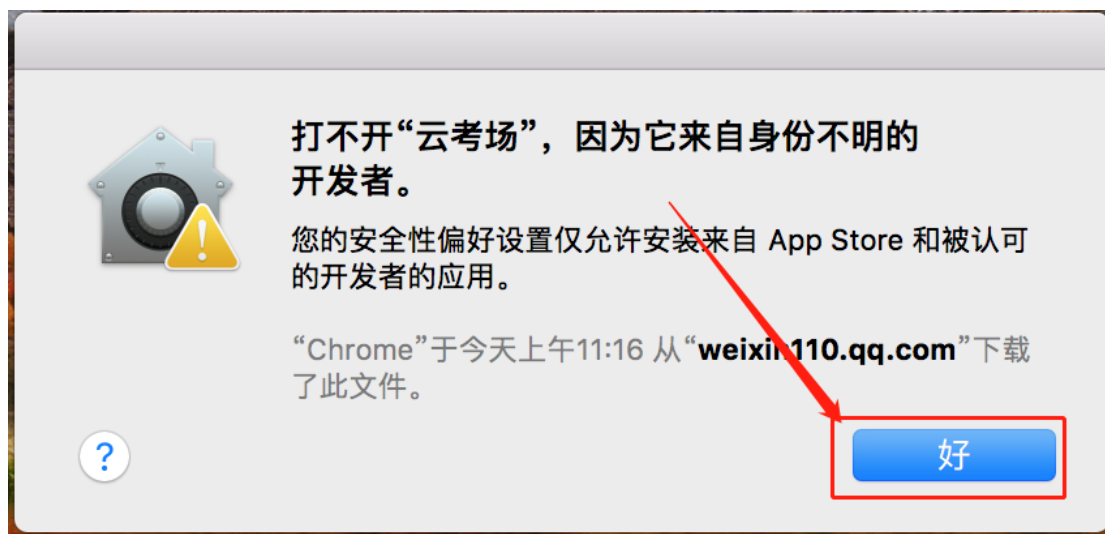 打不开“云考场”，因为它来自身份不明的
开发者。
您的安全性偏好设置仅允许安装来自 App Store 和被认可
的开发者的应用。
“Chrome”于今天上午11:16 从“weixin110.qq.com”下载
了此文件。
?
好